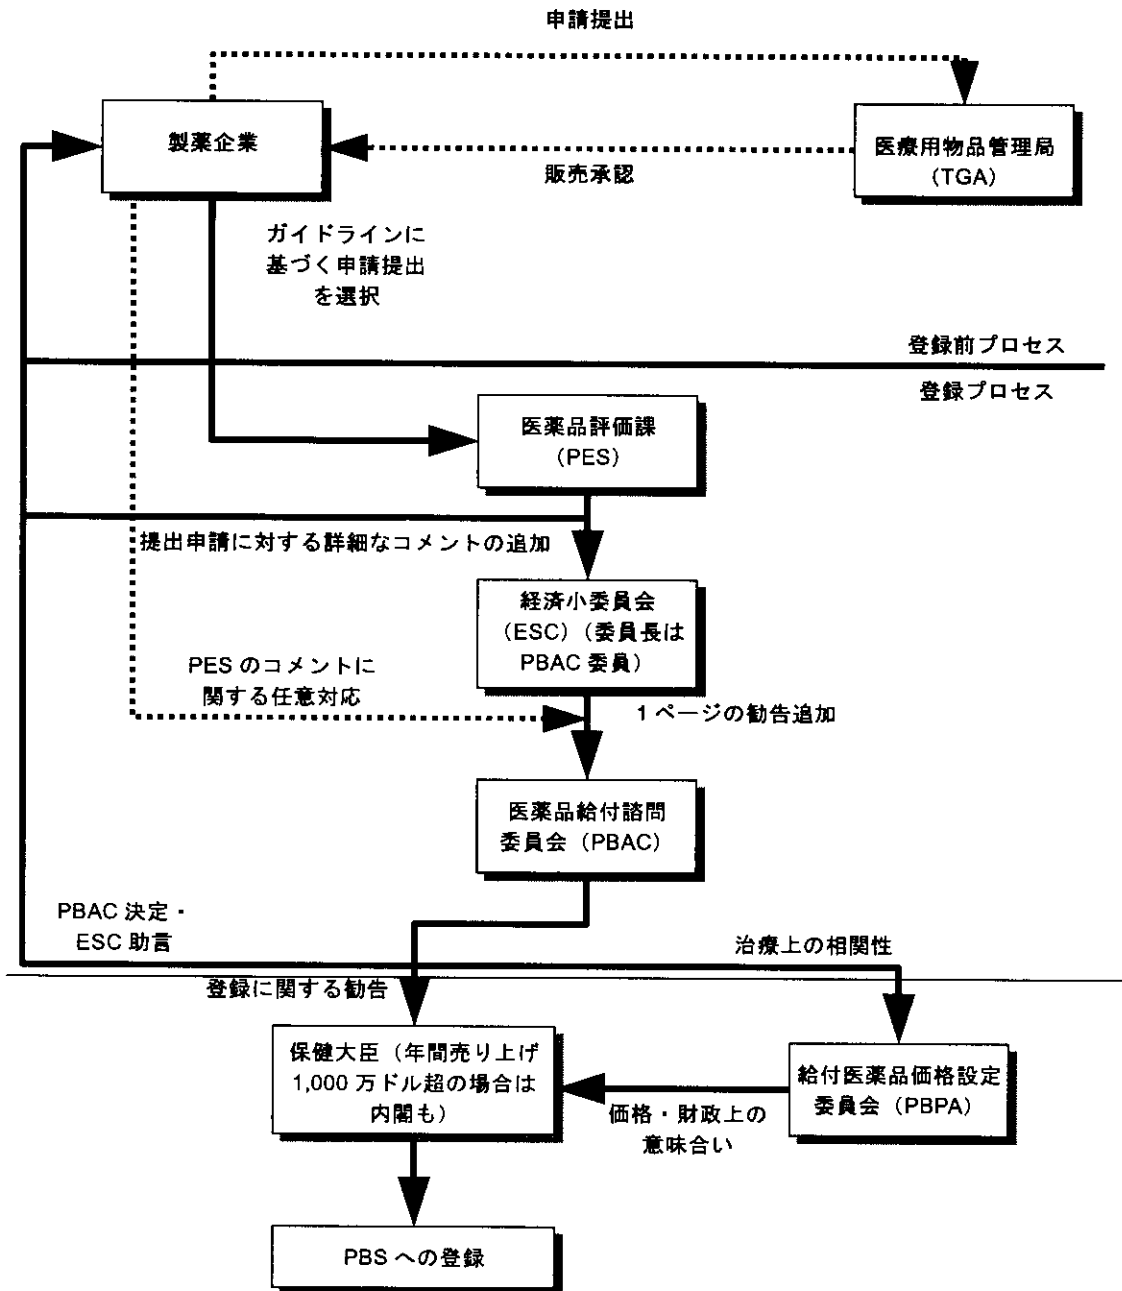 申請提出
製薬企業
医療用物品管理局
(TGA)
販売承認
ガイドラインに
基づく申請提出
を選択
登録前プロセス
登録プロセス
医薬品評価課
(PES)
提出申請に対する詳細なコメントの追加
経済小委員会
(ESC)(委員長は
PBAC 委員)
PES のコメントに
関する任意対応
1 ページの勧告追加
医薬品給付諮問
委員会(PBAC)
PBAC 決定・
ESC 助言
治療上の相関性
登録に関する勧告
保健大臣(年間売り上げ
1,000 万ドル超の場合は
内閣も)
給付医薬品価格設定
委員会(PBPA)
価格・財政上の
意味合い
PBS への登録